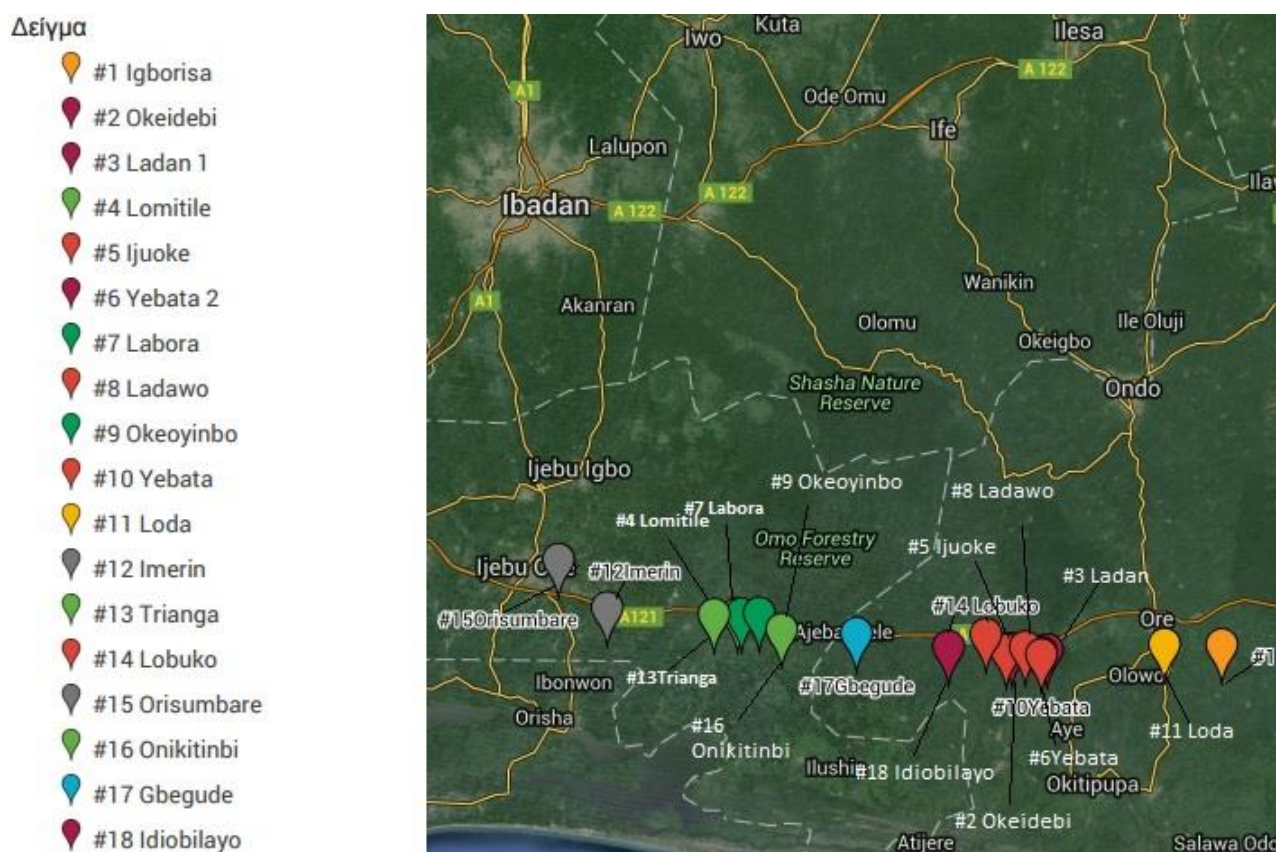 Δείγμα
#1 Igborisa
#2 Okeidebi
#3 Ladan 1
#4 Lomitile
#5 Ijuoke
#6 Yebata 2
#7 Labora
#8 Ladawo
#9 Okeoyinbo
#10 Yebata
#11 Loda
#12 Imerin
#13 Trianga
#14 Lobuko
#15 Orisumbare
#16 Onikitinbi
#17 Gbegude
#18 Idiobilayo
Kuta
Iwo
Ilesa
A 122
A1
Ode Omu
Ife
Lalupon
A 122
Ibadan
A 122
Wanikin
A1
Akanran
Olomu
Ile Oluji
Okeigbo
Shasha Nature
Reserve
Ondo
Ijebu Igbo
#9 Okeoyinbo
#8 Ladawo
#7 Labora
#4 Lomitile
Omo Forestry
Reserve
#5 Ijuoke
Ijebu
#12Imerin
#3 Ladan
#14 Lobuko
#15Orisumbare
A121
Ore
#13Trianga
Ibonwon
#17Gbegude
Olowo
#1
#10Yebata
Orisha
#16
Onikitinbi
Aye
#11 Loda
#6Yebata
#18 Idiobilayo
Okitipupa
#2 Okeidebi
Atijere
Salawa Odo